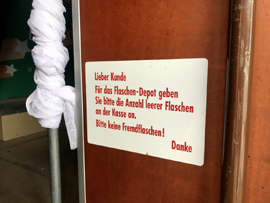 Lieber Kunde
Für das Flaschen-Depot geben
Sie bitte die Anzahl leerer Flaschen
an der Kasse an.
Bitte keine Fremdflaschen!
Danke